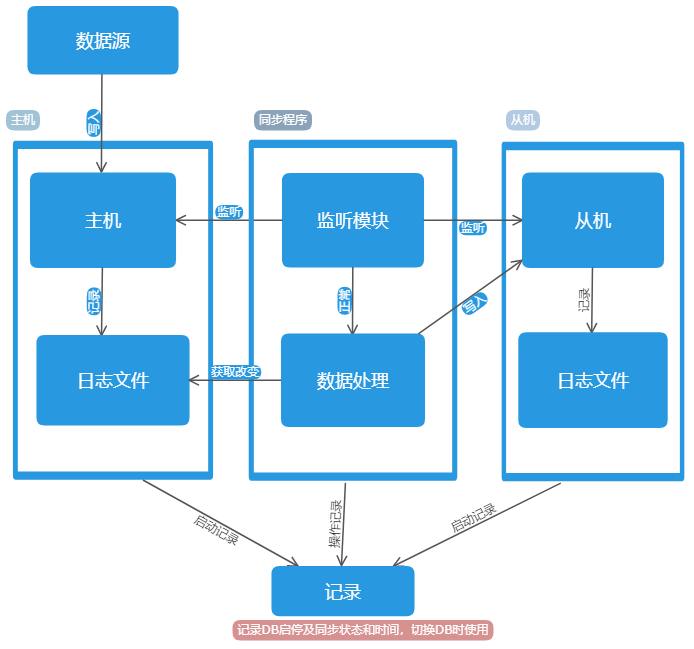 数据源
写入
主机
同步程序
从机
主机
监听
监听模块
监听
从机
记录
正常
写入
记录
日志文件
获取改变
数据处理
日志文件
启动记录
操作记录
启动记录
记录
记录DB启停及同步状态和时间，切换DB时使用